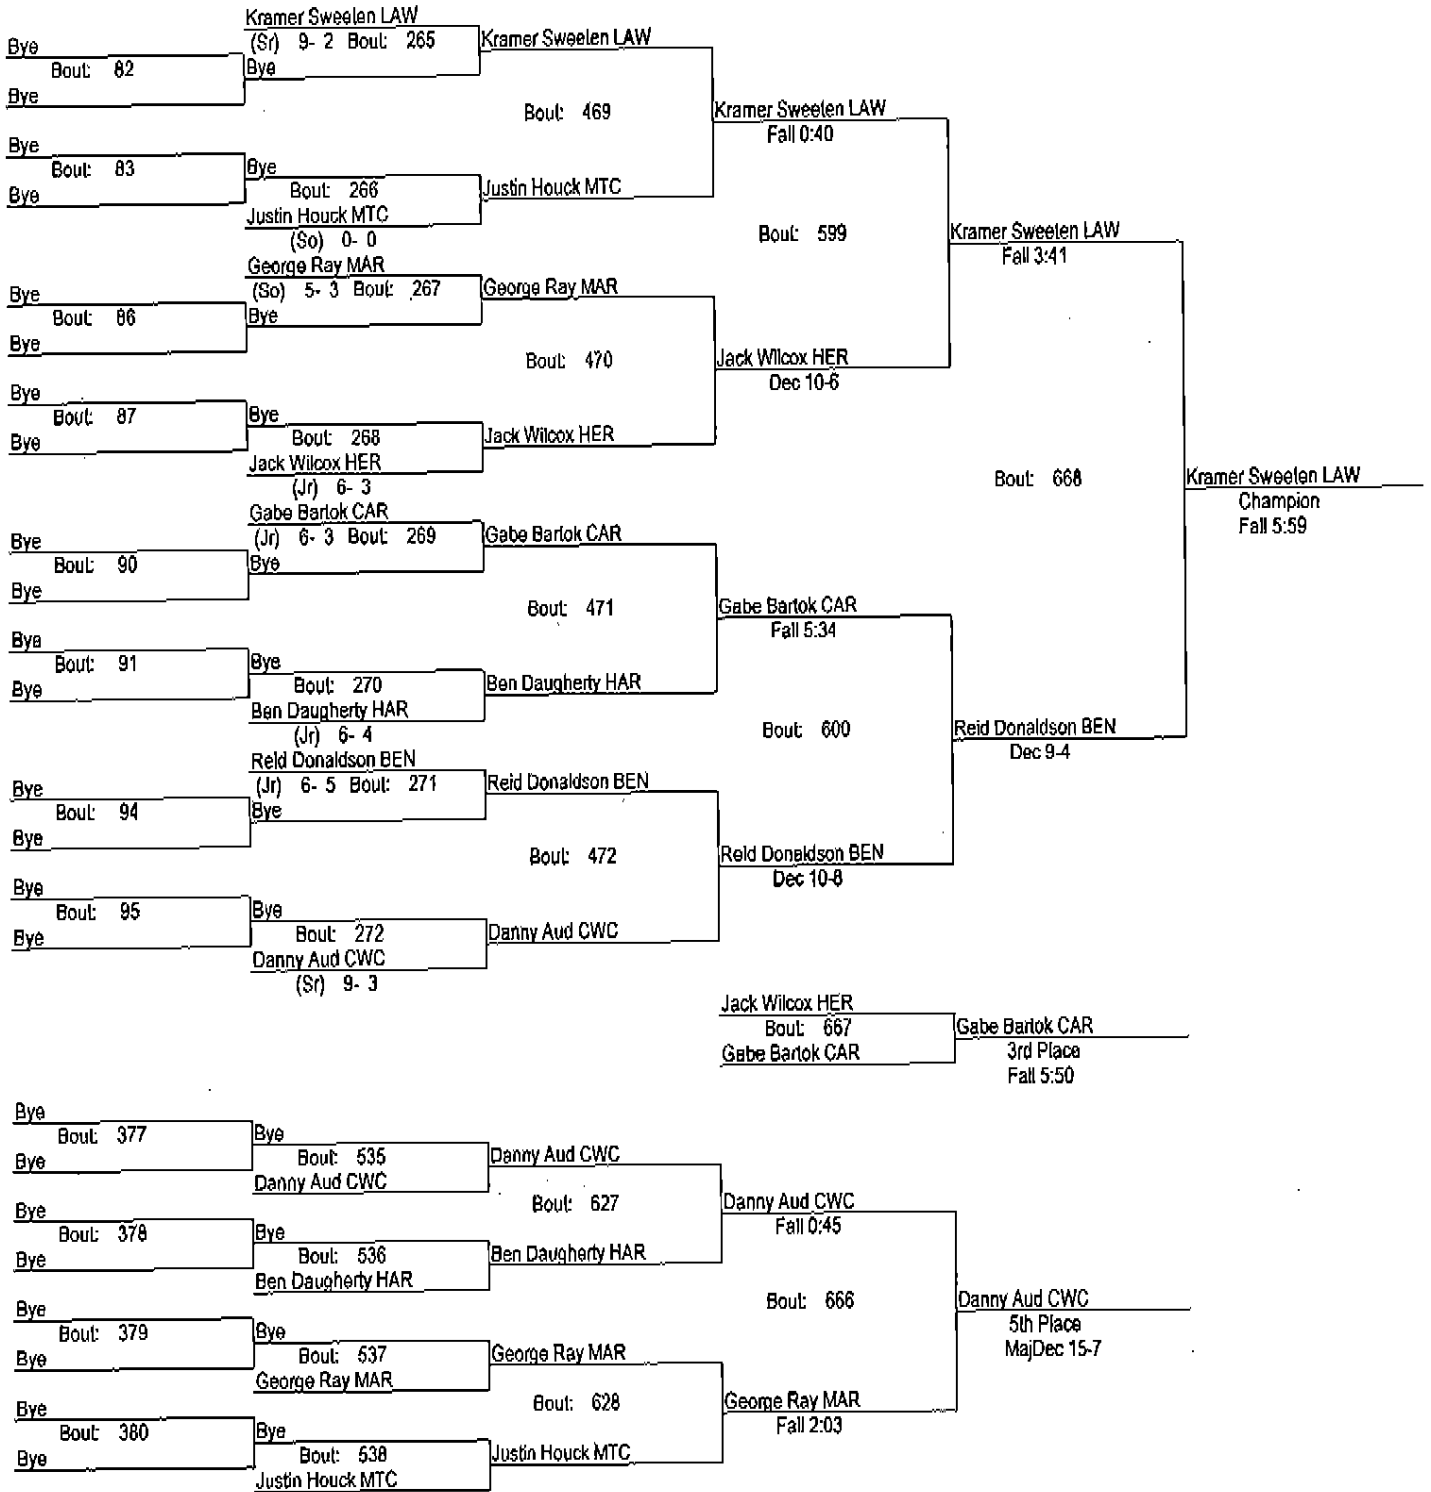 Kramer Sweeten LAW
(Sr) 9- 2 Bout: 265
Kramer Sweeten LAW
Bye
Bout: 82
Bye
Bye
Bout: 469
Kramer Sweeten LAW
Fall 0:40
Bye
Bout: 83
Bye
Bye
Bout: 266
Justin Houck MTC
Justin Houck MTC
(So) 0- 0
Bout: 599
Kramer Sweeten LAW
Fall 3:41
George Ray MAR
(So) 5- 3 Bout: 267
George Ray MAR
Bye
Bout: 86
Bye
Bye
Bout: 470
Jack Wilcox HER
Dec 10-6
Bye
Bout: 87
Bye
Bye
Bout: 268
Jack Wilcox HER
Jack Wilcox HER
(Jr) 6- 3
Bout: 668
Kramer Sweeten LAW
Champion
Fall 5:59
Gabe Bartok CAR
(Jr) 6- 3 Bout: 269
Gabe Bartok CAR
Bye
Bout: 90
Bye
Bye
Bout: 471
Gabe Bartok CAR
Fall 5:34
Bye
Bout: 91
Bye
Bye
Bout: 270
Ben Daugherty HAR
Ben Daugherty HAR
(Jr) 6- 4
Bout: 600
Reid Donaldson BEN
Dec 9-4
Reid Donaldson BEN
(Jr) 6- 5 Bout: 271
Reid Donaldson BEN
Bye
Bout: 94
Bye
Bye
Bout: 472
Reid Donaldson BEN
Dec 10-8
Bye
Bout: 95
Bye
Bye
Bout: 272
Danny Aud CWC
Danny Aud CWC
(Sr) 9- 3
Jack Wilcox HER
Bout: 667
Gabe Bartok CAR
Gabe Bartok CAR
3rd Place
Fall 5:50
Bye
Bout: 377
Bye
Bye
Bout: 535
Danny Aud CWC
Danny Aud CWC
Bout: 627
Danny Aud CWC
Fall 0:45
Bye
Bout: 378
Bye
Bye
Bout: 536
Ben Daugherty HAR
Ben Daugherty HAR
Bout: 666
Danny Aud CWC
5th Place
MajDec 15-7
Bye
Bout: 379
Bye
Bye
Bout: 537
George Ray MAR
George Ray MAR
Bout: 628
George Ray MAR
Fall 2:03
Bye
Bout: 380
Bye
Bye
Bout: 538
Justin Houck MTC
Justin Houck MTC